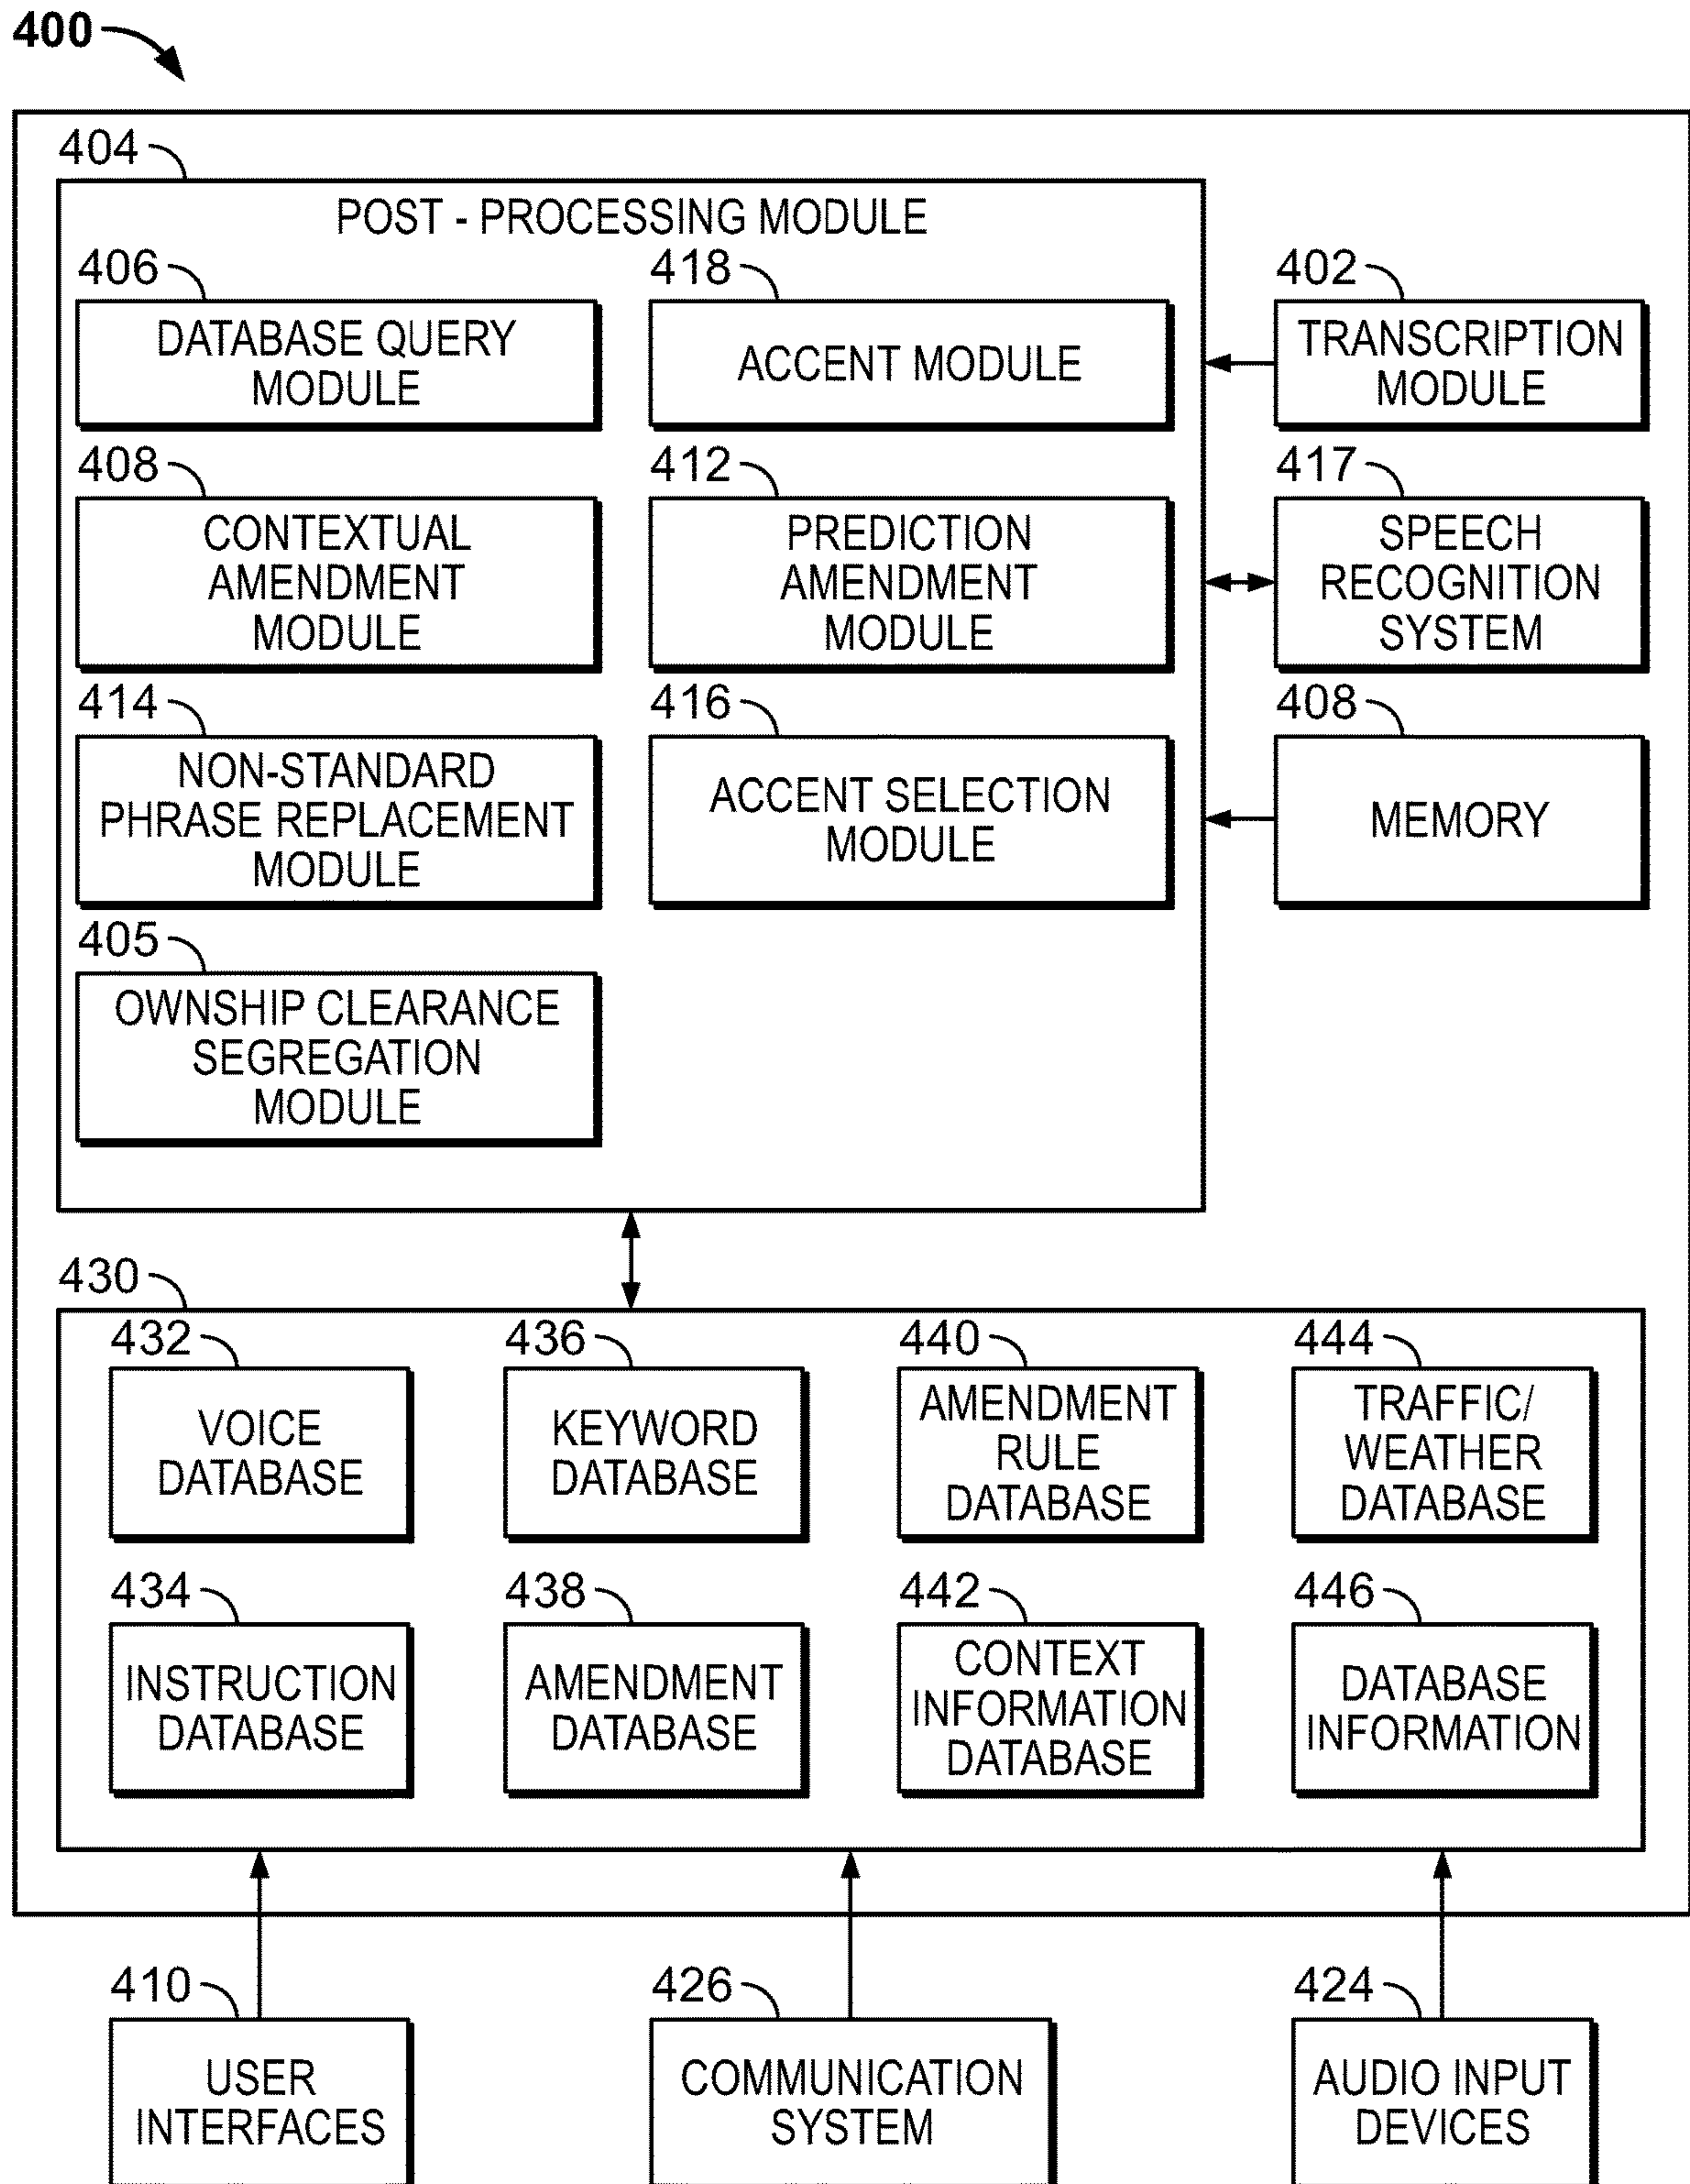 400
404
POST - PROCESSING MODULE
406
DATABASE QUERY
MODULE
418
ACCENT MODULE
402
TRANSCRIPTION
MODULE
408
CONTEXTUAL
AMENDMENT
MODULE
412
PREDICTION
AMENDMENT
MODULE
417
SPEECH
RECOGNITION
SYSTEM
414
NON-STANDARD
PHRASE REPLACEMENT
MODULE
416
ACCENT SELECTION
MODULE
408
MEMORY
405
OWNSHIP CLEARANCE
SEGREGATION
MODULE
430
432
VOICE
DATABASE
436
KEYWORD
DATABASE
440
AMENDMENT
RULE
DATABASE
444
TRAFFIC/
WEATHER
DATABASE
434
INSTRUCTION
DATABASE
438
AMENDMENT
DATABASE
442
CONTEXT
INFORMATION
DATABASE
446
DATABASE
INFORMATION
410
USER
INTERFACES
426
COMMUNICATION
SYSTEM
424
AUDIO INPUT
DEVICES